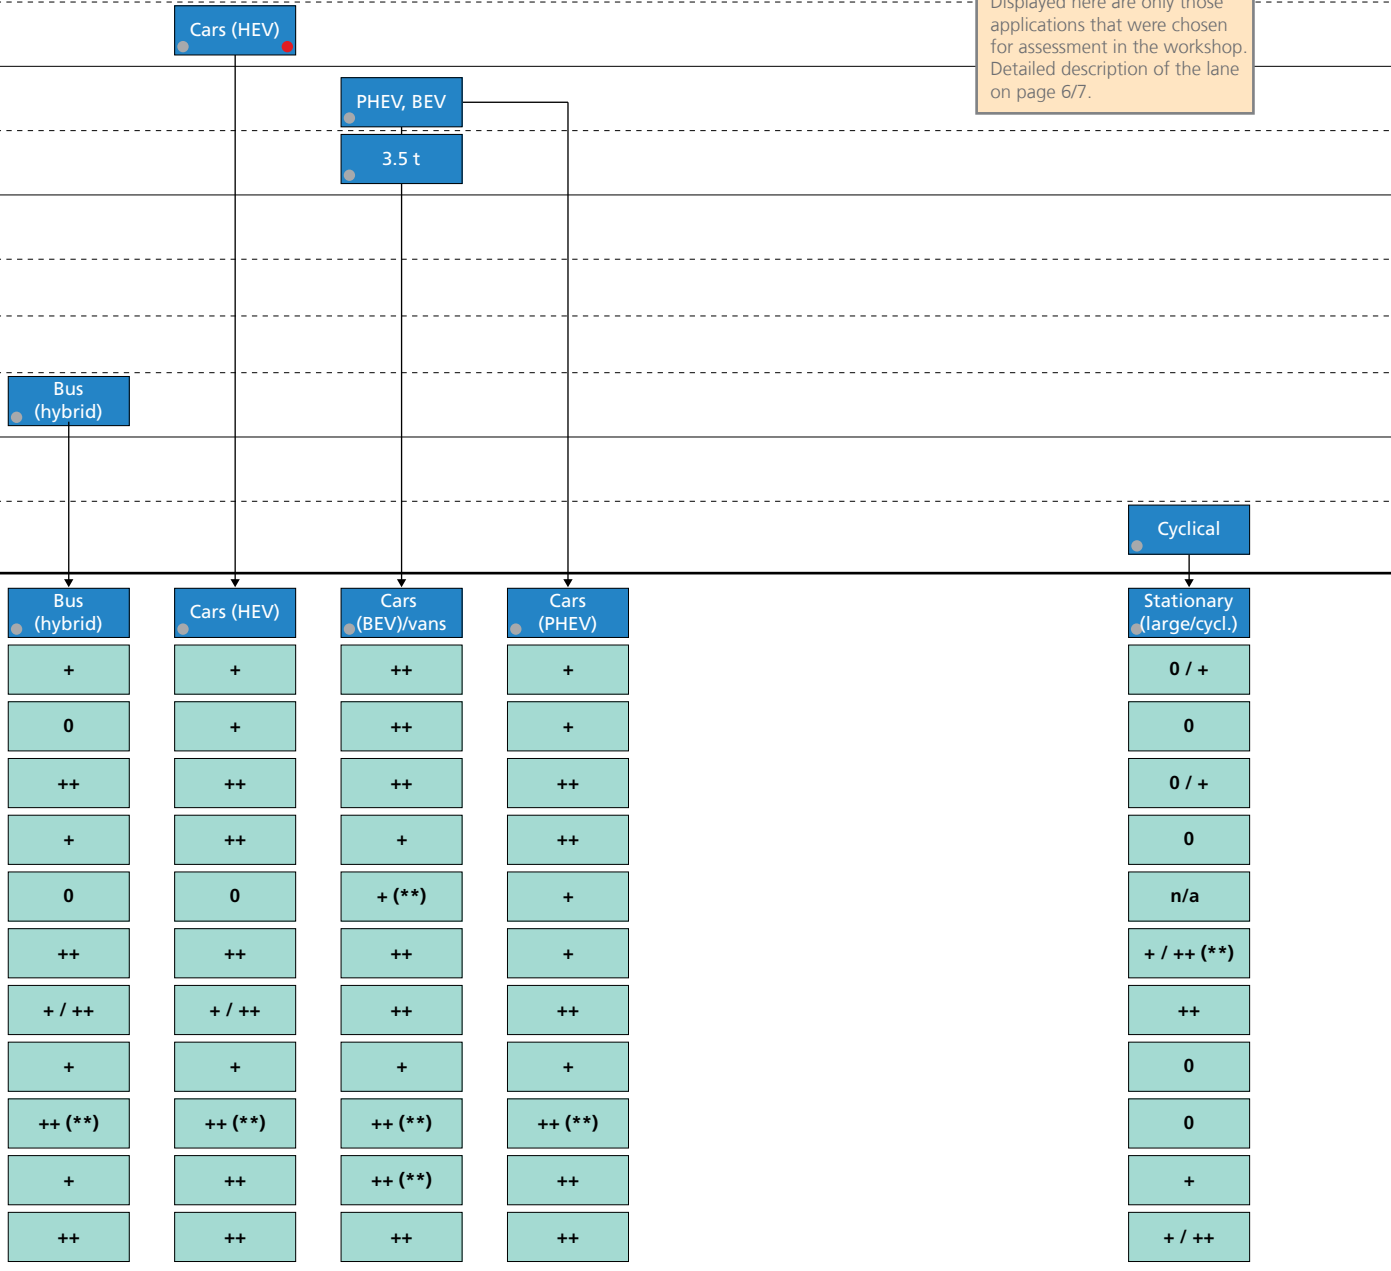 Displayed here are only those
applications that were chosen
for assessment in the workshop.
Detailed description of the lane
on page 6/7.
Cars (HEV)
PHEV, BEV
3.5 t
Bus
(hybrid)
Cyclical
Bus
(hybrid)
Cars (HEV)
Cars
(BEV)/vans
Cars
(PHEV)
Stationary
(large/cycl.)
+ + ++ + 0 / +
0 + ++ + 0
++ ++ ++ ++ 0 / +
+ ++ + ++ 0
0 0 + (**) + n/a
++ ++ ++ + + / ++ (**)
+ / ++ + / ++ ++ ++ ++
+ + + + 0
++ (**) ++ (**) ++ (**) ++ (**) 0
+ ++ ++ (**) ++ +
++ ++ ++ ++ + / ++